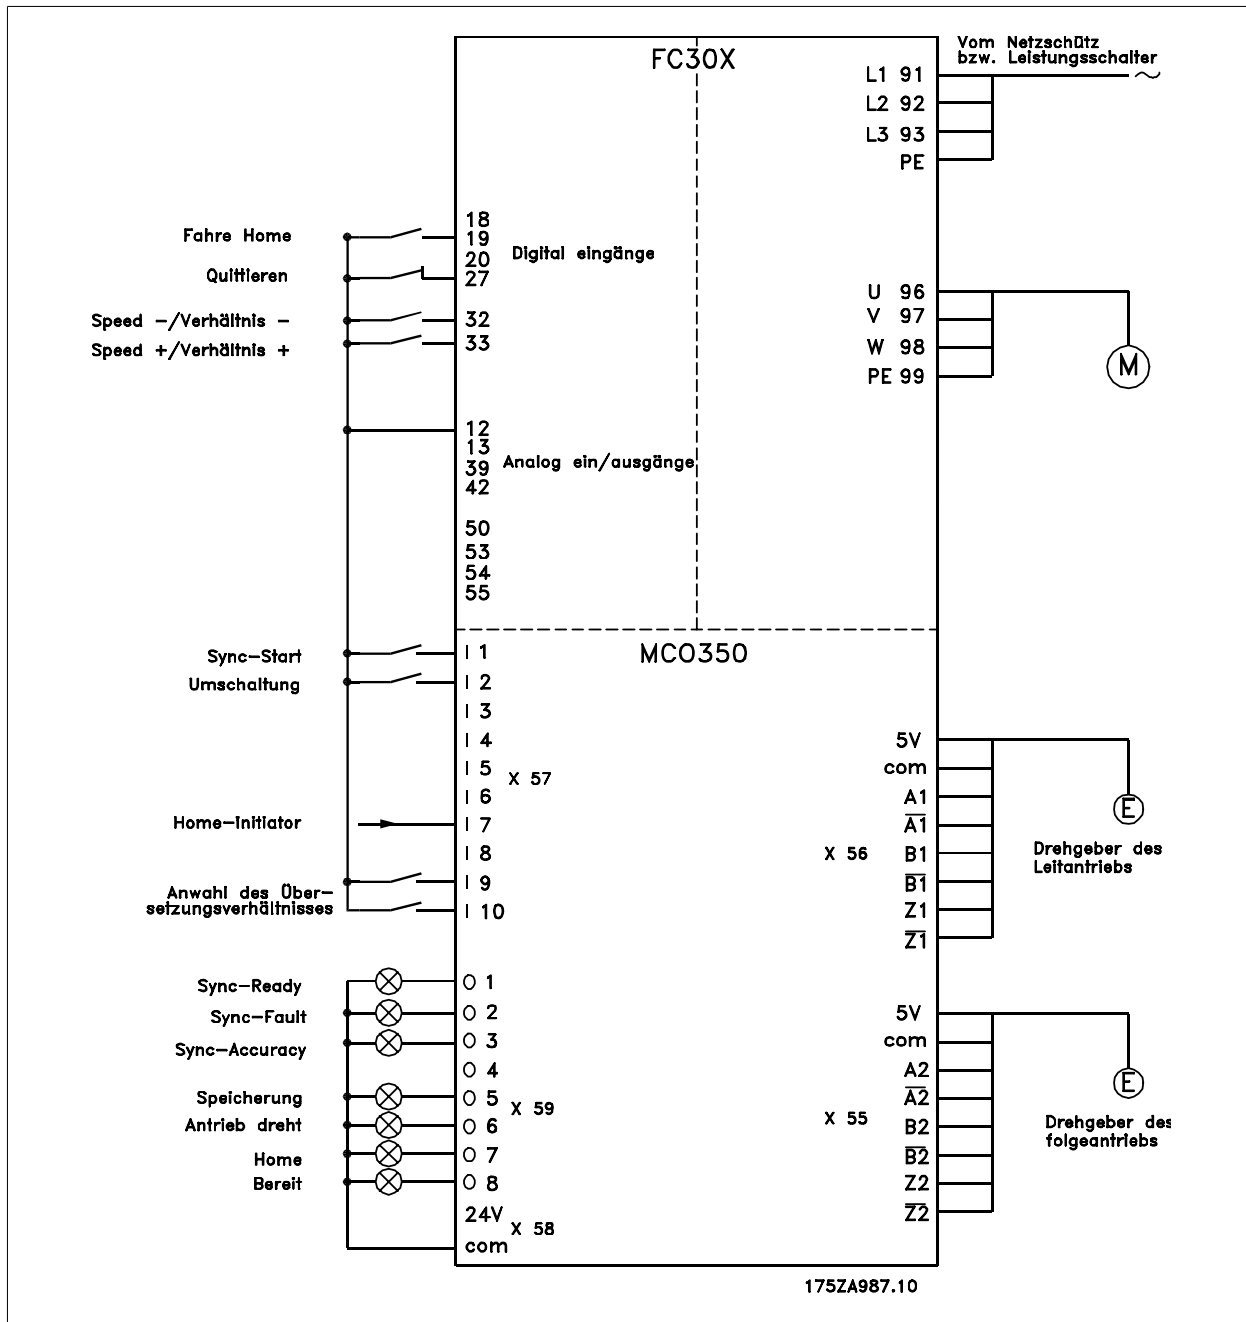 FC30X
Vom Netzschütz
bzw. Leistungsschalter
L1 91
L2 92
L3 93
PE
18
Fahre Home
19
20
Digital eingänge
Quittieren
27
U 96
Speed -/Verhältnis -
32
V 97
Speed +/Verhältnis +
33
W 98
M
PE 99
12
13
39
Analog ein/ausgänge
42
50
53
54
55
MCO350
Sync-Start
I 1
Umschaltung
I 2
I 3
I 4
5V
I 5
X 57
com
I 6
A1
E
Home-initiator
I 7
A1
I 8
X 56
B1
Drehgeber des
Leitantriebs
I 9
B1
Anwahl des Über-
setzungsverhältnisses
I 10
Z1
Z1
Sync-Ready
O 1
Sync-Fault
O 2
5V
Sync-Accuracy
O 3
com
O 4
A2
E
Speicherung
O 5
X 59
A2
Antrieb dreht
O 6
X 55
B2
Drehgeber des
folgeantriebs
Home
O 7
B2
Bereit
O 8
Z2
24V
X 58
Z2
com
175ZA987.10